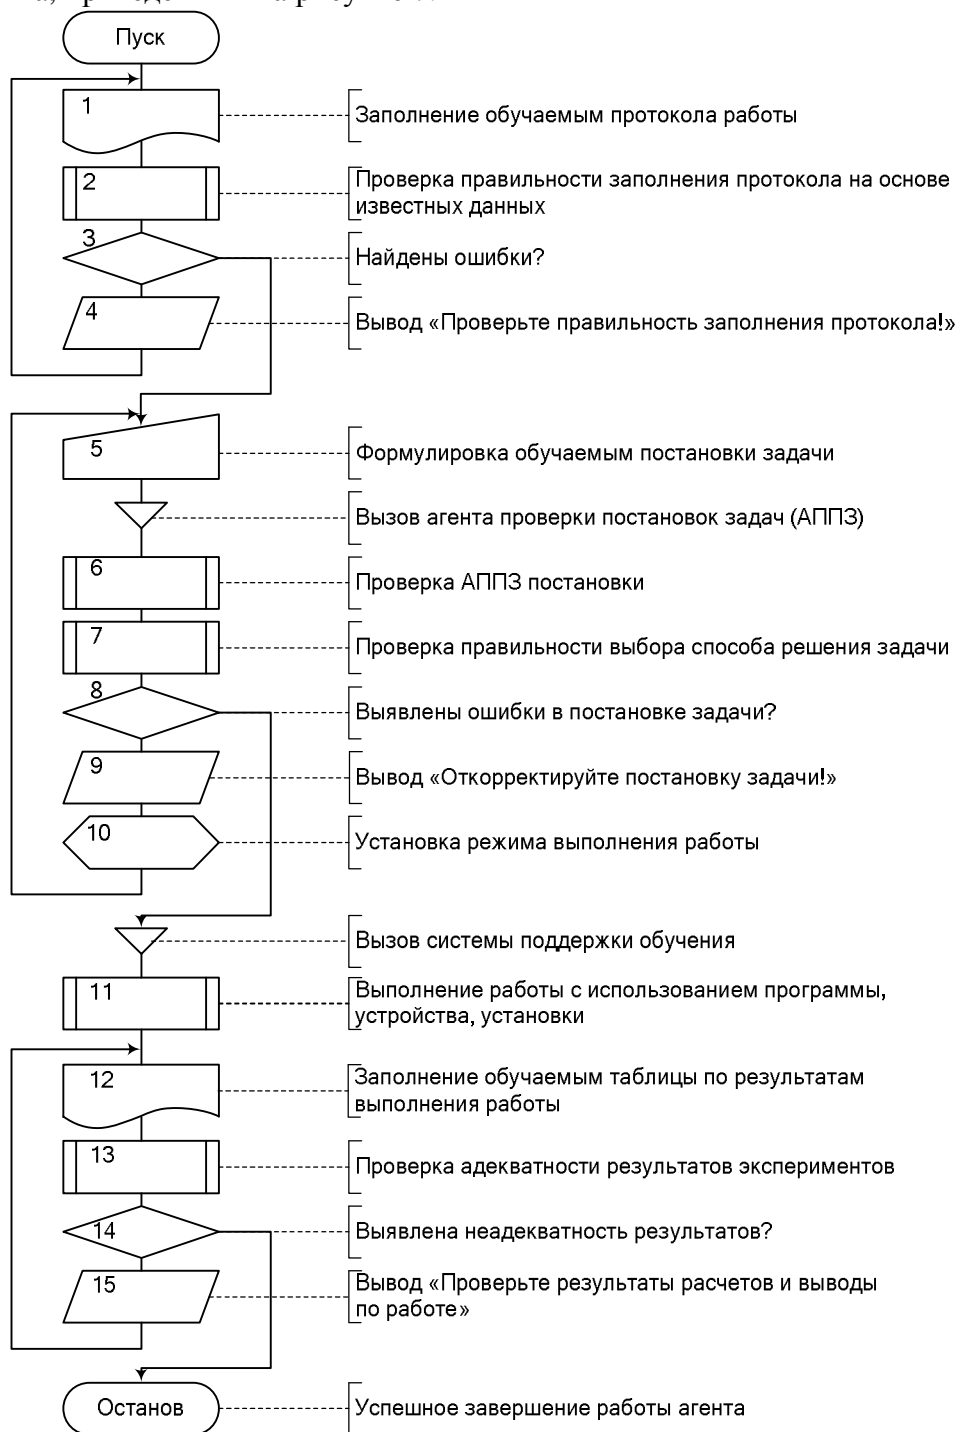 Пуск
1
Заполнение обучаемым протокола работы
2
Проверка правильности заполнения протокола на основе
известных данных
3
Найдены ошибки?
4
Вывод «Проверьте правильность заполнения протокола!»
5
Формулировка обучаемым постановки задачи
Вызов агента проверки постановок задач (АППЗ)
6
Проверка АППЗ постановки
7
Проверка правильности выбора способа решения задачи
8
Выявлены ошибки в постановке задачи?
9
Вывод «Откорректируйте постановку задачи!»
10
Установка режима выполнения работы
Вызов системы поддержки обучения
11
Выполнение работы с использованием программы,
устройства, установки
12
Заполнение обучаемым таблицы по результатам
выполнения работы
13
Проверка адекватности результатов экспериментов
14
Выявлена неадекватность результатов?
15
Вывод «Проверьте результаты расчетов и выводы
по работе»
Останов
Успешное завершение работы агента